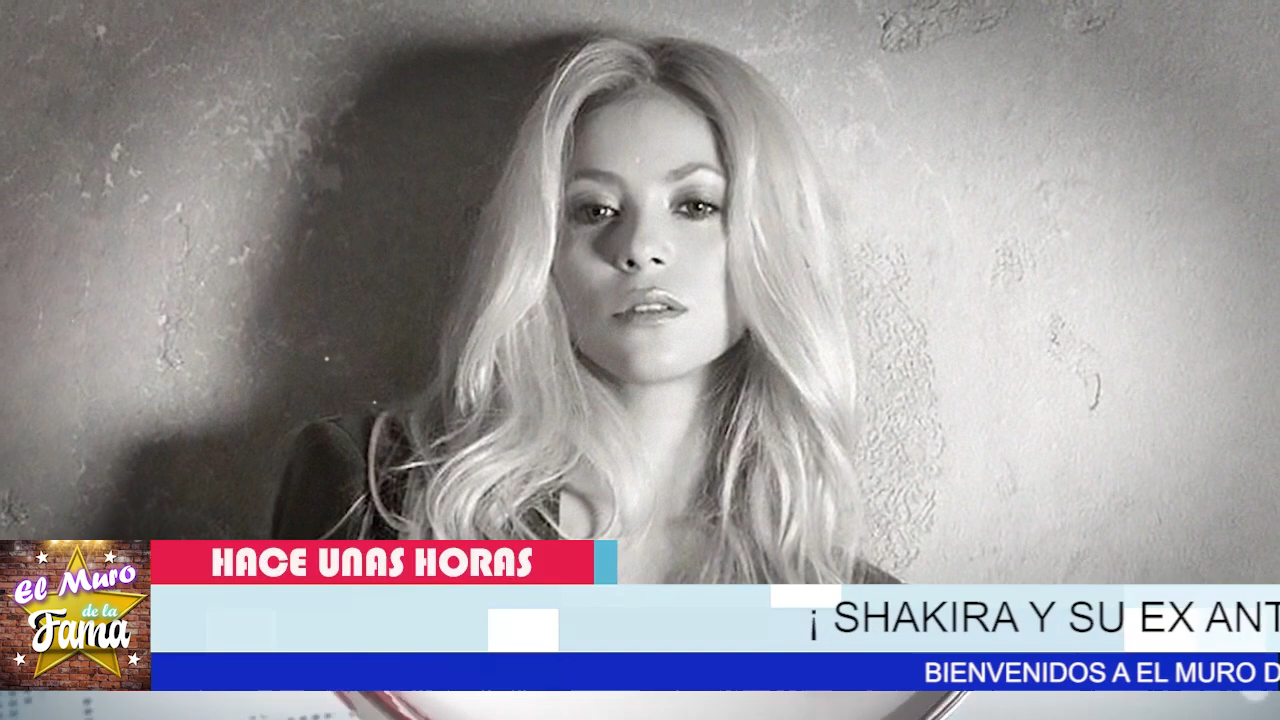 HACE UNAS HORAS
El Muro
de la
Fama
¡ SHAKIRA Y SU EX ANT
BIENVENIDOS A EL MURO D